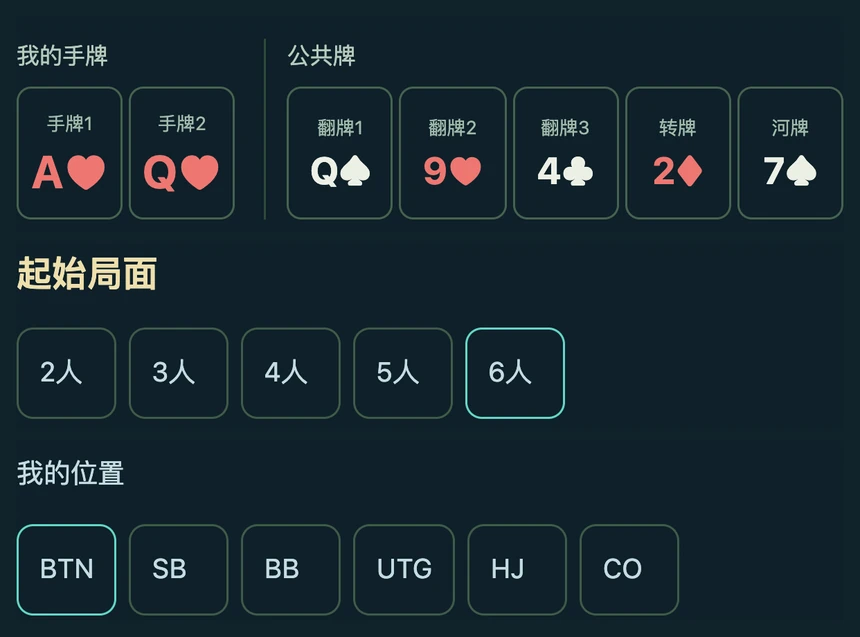 我的手牌 公共牌
手牌1 手牌2 翻牌1 翻牌2 翻牌3 转牌 河牌
A♥ Q♥ Q♠ 9♥ 4♣ 2♦ 7♠
起始局面
2人 3人 4人 5人 6人
我的位置
BTN SB BB UTG HJ CO